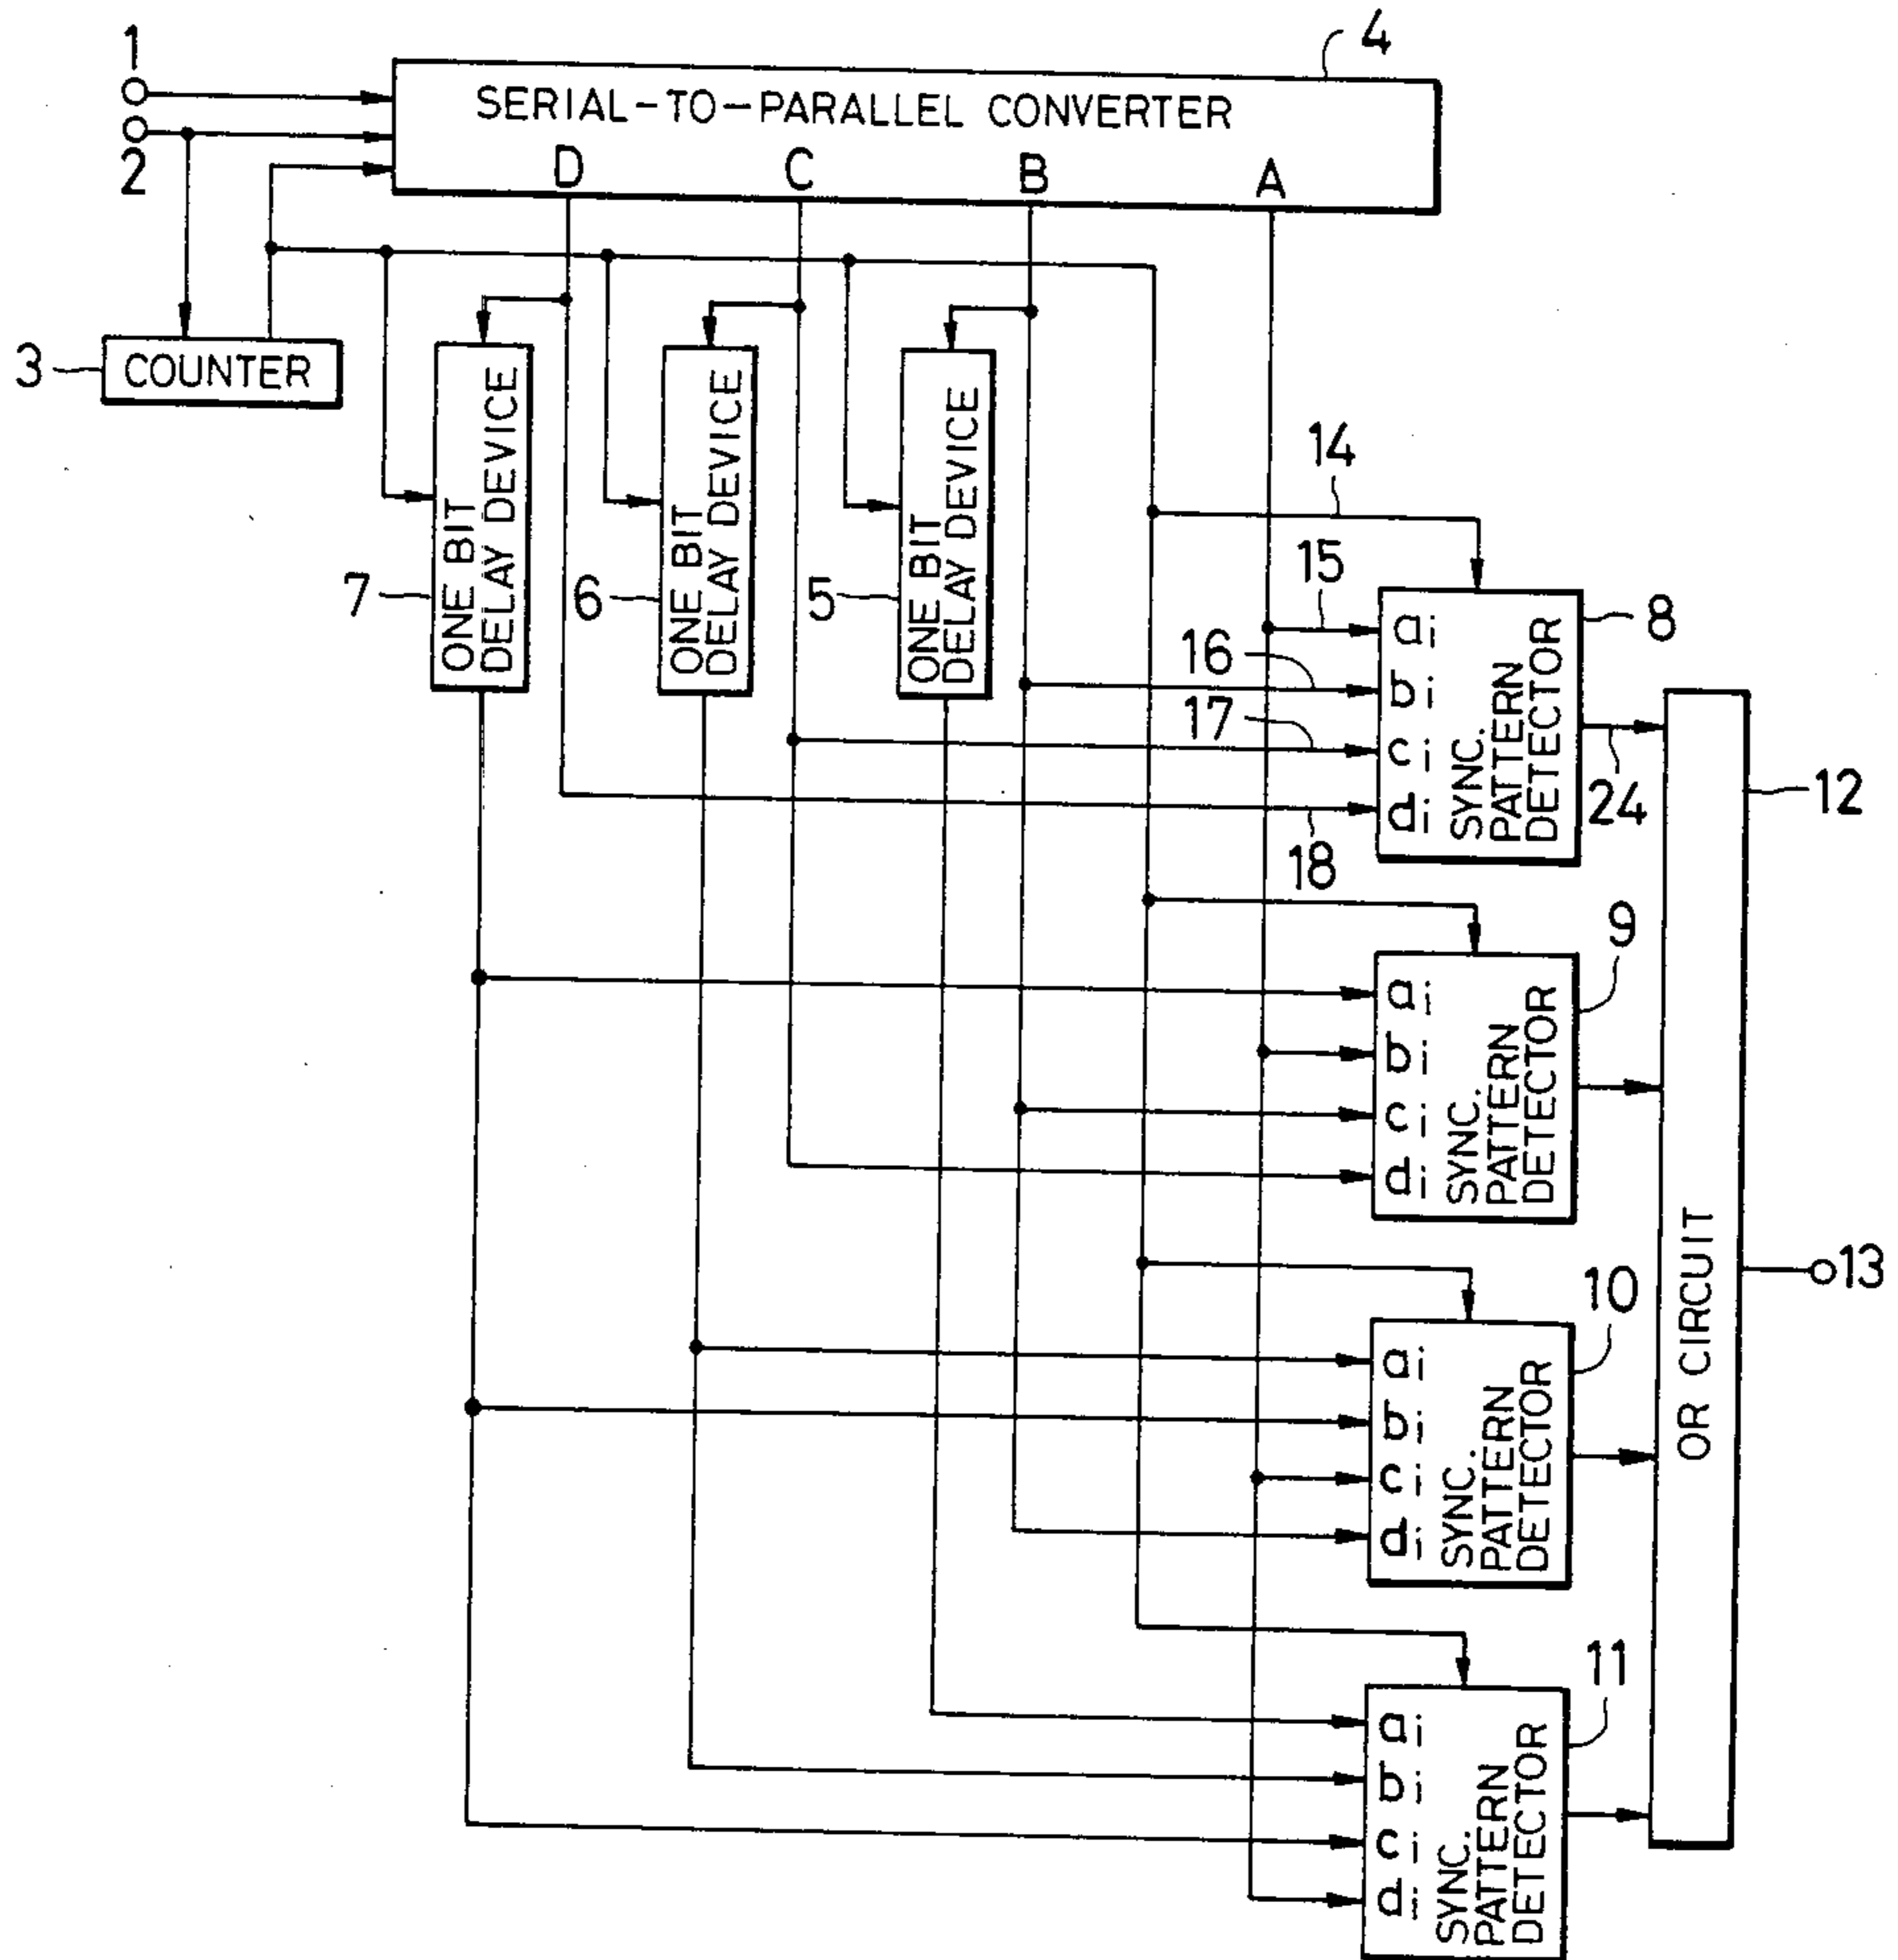 1
4
SERIAL-TO-PARALLEL CONVERTER
2
D C B A
3 COUNTER
ONE BIT
DELAY DEVICE
7
ONE BIT
DELAY DEVICE
6
ONE BIT
DELAY DEVICE
5
14
15
16
17
18
ai
bi
ci
di
SYNC.
PATTERN
DETECTOR
8
24
12
9
ai
bi
ci
di
SYNC.
PATTERN
DETECTOR
OR CIRCUIT
13
10
ai
bi
ci
di
SYNC.
PATTERN
DETECTOR
11
ai
bi
ci
di
SYNC.
PATTERN
DETECTOR